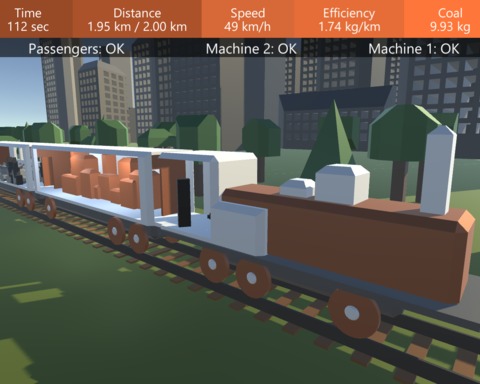 Time
112 sec
Distance
1.95 km / 2.00 km
Speed
49 km/h
Efficiency
1.74 kg/km
Coal
9.93 kg
Passengers: OK
Machine 2: OK
Machine 1: OK